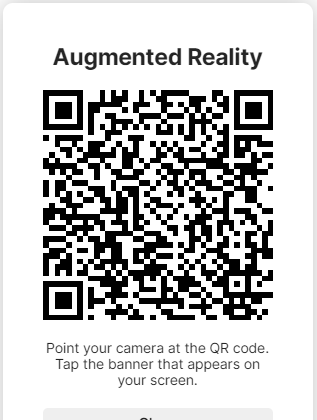 Augmented Reality
Point your camera at the QR code.
Tap the banner that appears on
your screen.